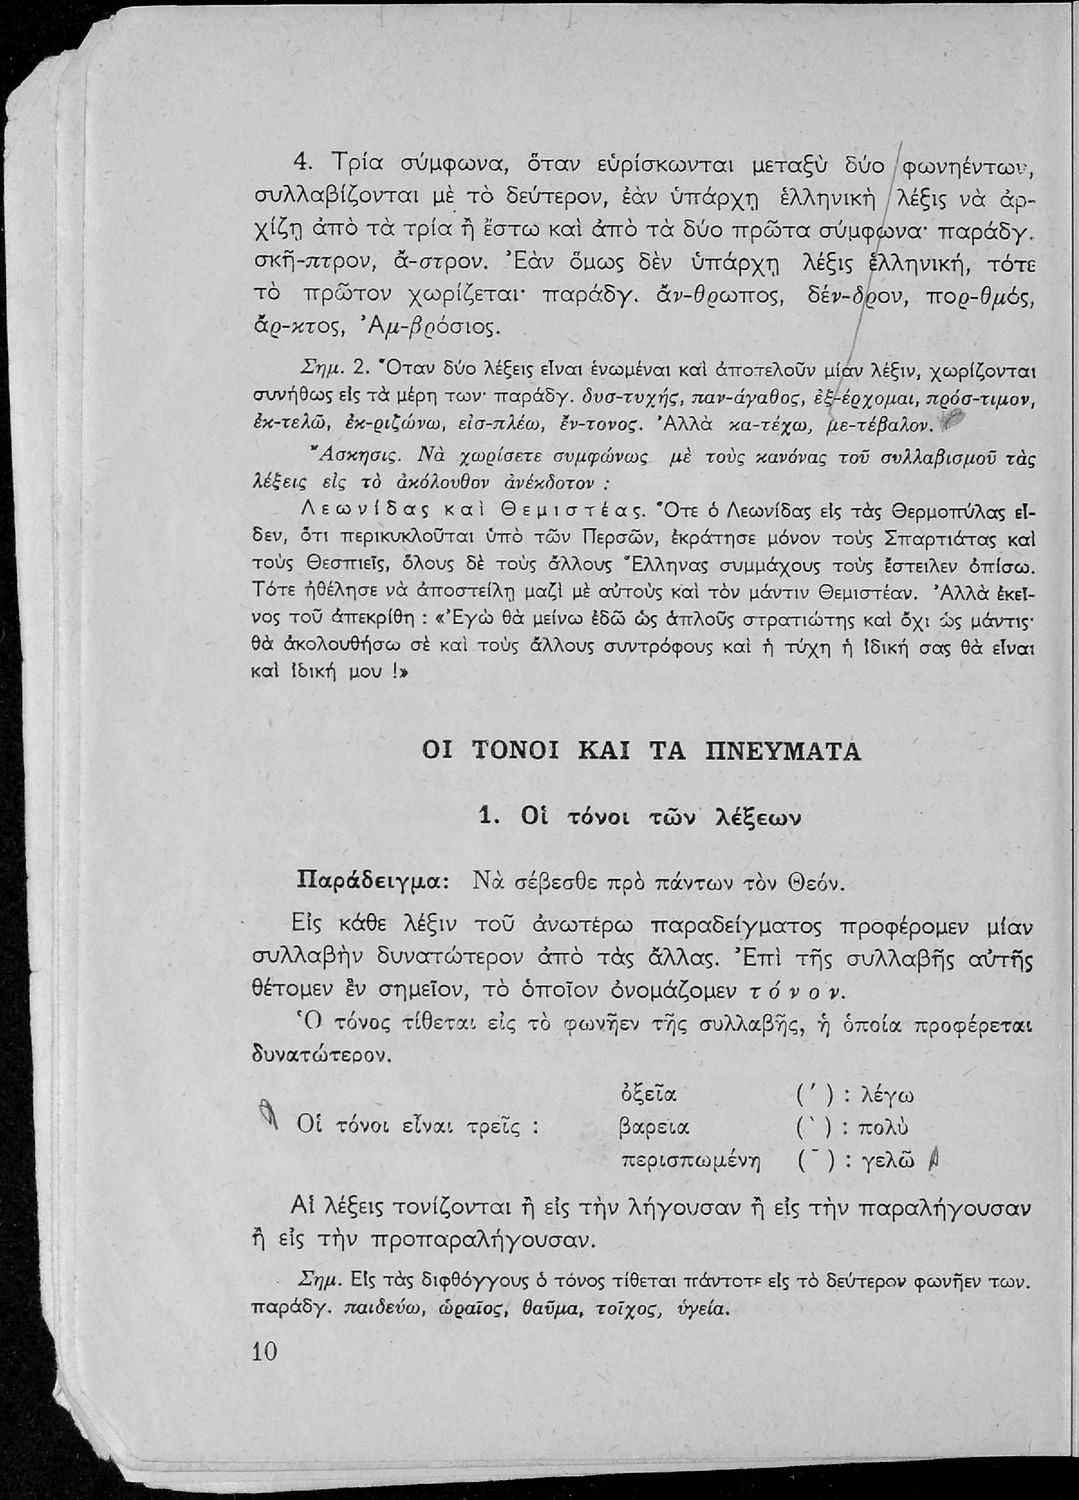 4. Τρία σύμφωνα, ὅταν εὑρίσκωνται μεταξὺ δύο φωνηέντων,
συλλαβίζονται μὲ τὸ δεύτερον, ἐὰν ὑπάρχῃ ἑλληνικὴ λέξις νὰ ἀρ-
χίζῃ ἀπὸ τὰ τρία ἢ ἔστω καὶ ἀπὸ τὰ δύο πρῶτα σύμφωνα· παράδγ.
σκῆ-πτρον, ἄ-στρον. Ἐὰν ὅμως δὲν ὑπάρχῃ λέξις ἑλληνική, τότε
τὸ πρῶτον χωρίζεται· παράδγ. ἄν-θρωπος, δέν-δρον, πορ-θμός,
ἄρ-κτος, Ἀμ-βρόσιος.
Σημ. 2. Ὅταν δύο λέξεις εἶναι ἑνωμέναι καὶ ἀποτελοῦν μίαν λέξιν, χωρίζονται
συνήθως εἰς τὰ μέρη των· παράδγ. δυσ-τυχής, παν-άγαθος, ἐξ-έρχομαι, πρόσ-τιμον,
ἐκ-τελῶ, ἐκ-ριζώνω, εἰσ-πλέω, ἔν-τονος. Ἀλλὰ κα-τέχω, με-τέβαλον.
Ἄσκησις. Νὰ χωρίσετε συμφώνως μὲ τοὺς κανόνας τοῦ συλλαβισμοῦ τὰς
λέξεις εἰς τὸ ἀκόλουθον ἀνέκδοτον :
Λεωνίδας καὶ Θεμιστέας. Ὅτε ὁ Λεωνίδας εἰς τὰς Θερμοπύλας εἶ-
δεν, ὅτι περικυκλοῦται ὑπὸ τῶν Περσῶν, ἐκράτησε μόνον τοὺς Σπαρτιάτας καὶ
τοὺς Θεσπιεῖς, ὅλους δὲ τοὺς ἄλλους Ἕλληνας συμμάχους τοὺς ἔστειλεν ὀπίσω.
Τότε ἠθέλησε νὰ ἀποστείλῃ μαζὶ μὲ αὐτοὺς καὶ τὸν μάντιν Θεμιστέαν. Ἀλλὰ ἐκεῖ-
νος τοῦ ἀπεκρίθη : «Ἐγὼ θὰ μείνω ἐδῶ ὡς ἁπλοῦς στρατιώτης καὶ ὄχι ὡς μάντις·
θὰ ἀκολουθήσω σὲ καὶ τοὺς ἄλλους συντρόφους καὶ ἡ τύχη ἡ ἰδική σας θὰ εἶναι
καὶ ἰδική μου !»
ΟΙ ΤΟΝΟΙ ΚΑΙ ΤΑ ΠΝΕΥΜΑΤΑ
1. Οἱ τόνοι τῶν λέξεων
Παράδειγμα: Νὰ σέβεσθε πρὸ πάντων τὸν Θεόν.
Εἰς κάθε λέξιν τοῦ ἀνωτέρω παραδείγματος προφέρομεν μίαν
συλλαβὴν δυνατώτερον ἀπὸ τὰς ἄλλας. Ἐπὶ τῆς συλλαβῆς αὐτῆς
θέτομεν ἓν σημεῖον, τὸ ὁποῖον ὀνομάζομεν τόνον.
Ὁ τόνος τίθεται εἰς τὸ φωνῆεν τῆς συλλαβῆς, ἡ ὁποία προφέρεται
δυνατώτερον.
ὀξεῖα (´) : λέγω
Οἱ τόνοι εἶναι τρεῖς : βαρεῖα (`) : πολὺ
περισπωμένη (῀) : γελῶ
Αἱ λέξεις τονίζονται ἢ εἰς τὴν λήγουσαν ἢ εἰς τὴν παραλήγουσαν
ἢ εἰς τὴν προπαραλήγουσαν.
Σημ. Εἰς τὰς διφθόγγους ὁ τόνος τίθεται πάντοτε εἰς τὸ δεύτερον φωνῆεν των.
παράδγ. παιδεύω, ὡραῖος, θαῦμα, τοῖχος, ὑγεία.
10